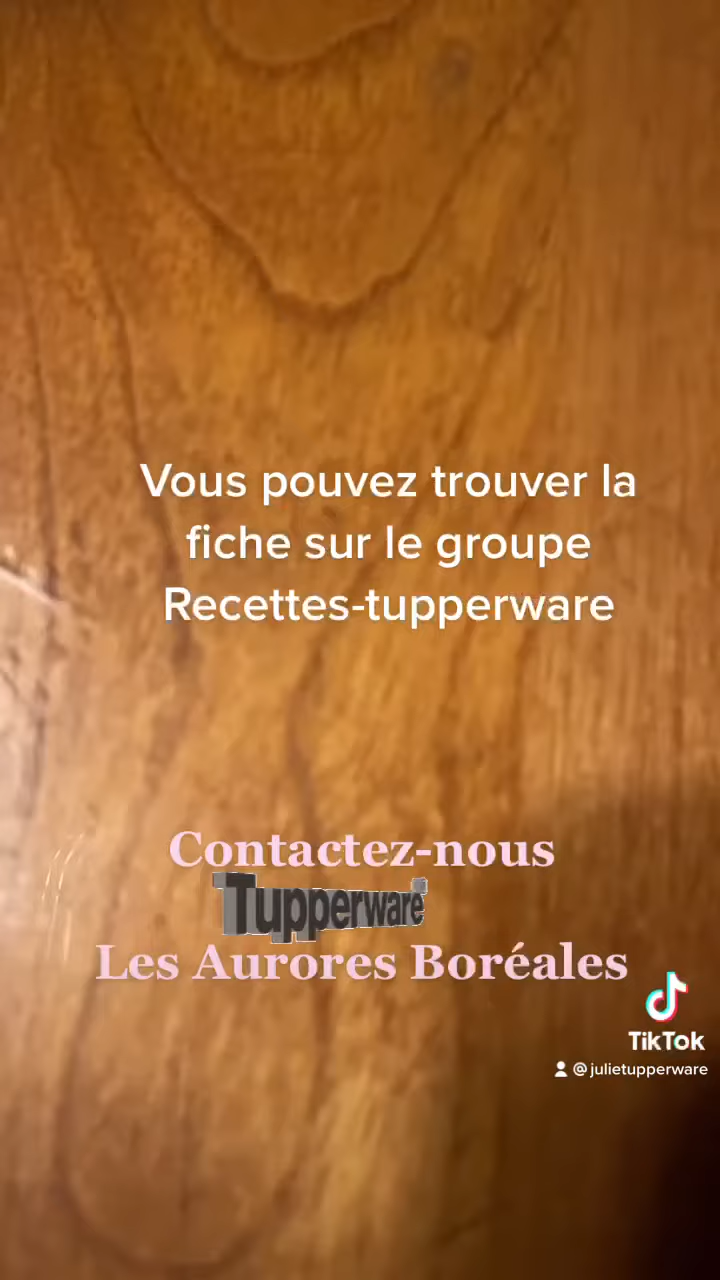 Vous pouvez trouver la
fiche sur le groupe
Recettes-tupperware
Contactez-nous
Tupperware
Les Aurores Boréales
TikTok
@julietupperware